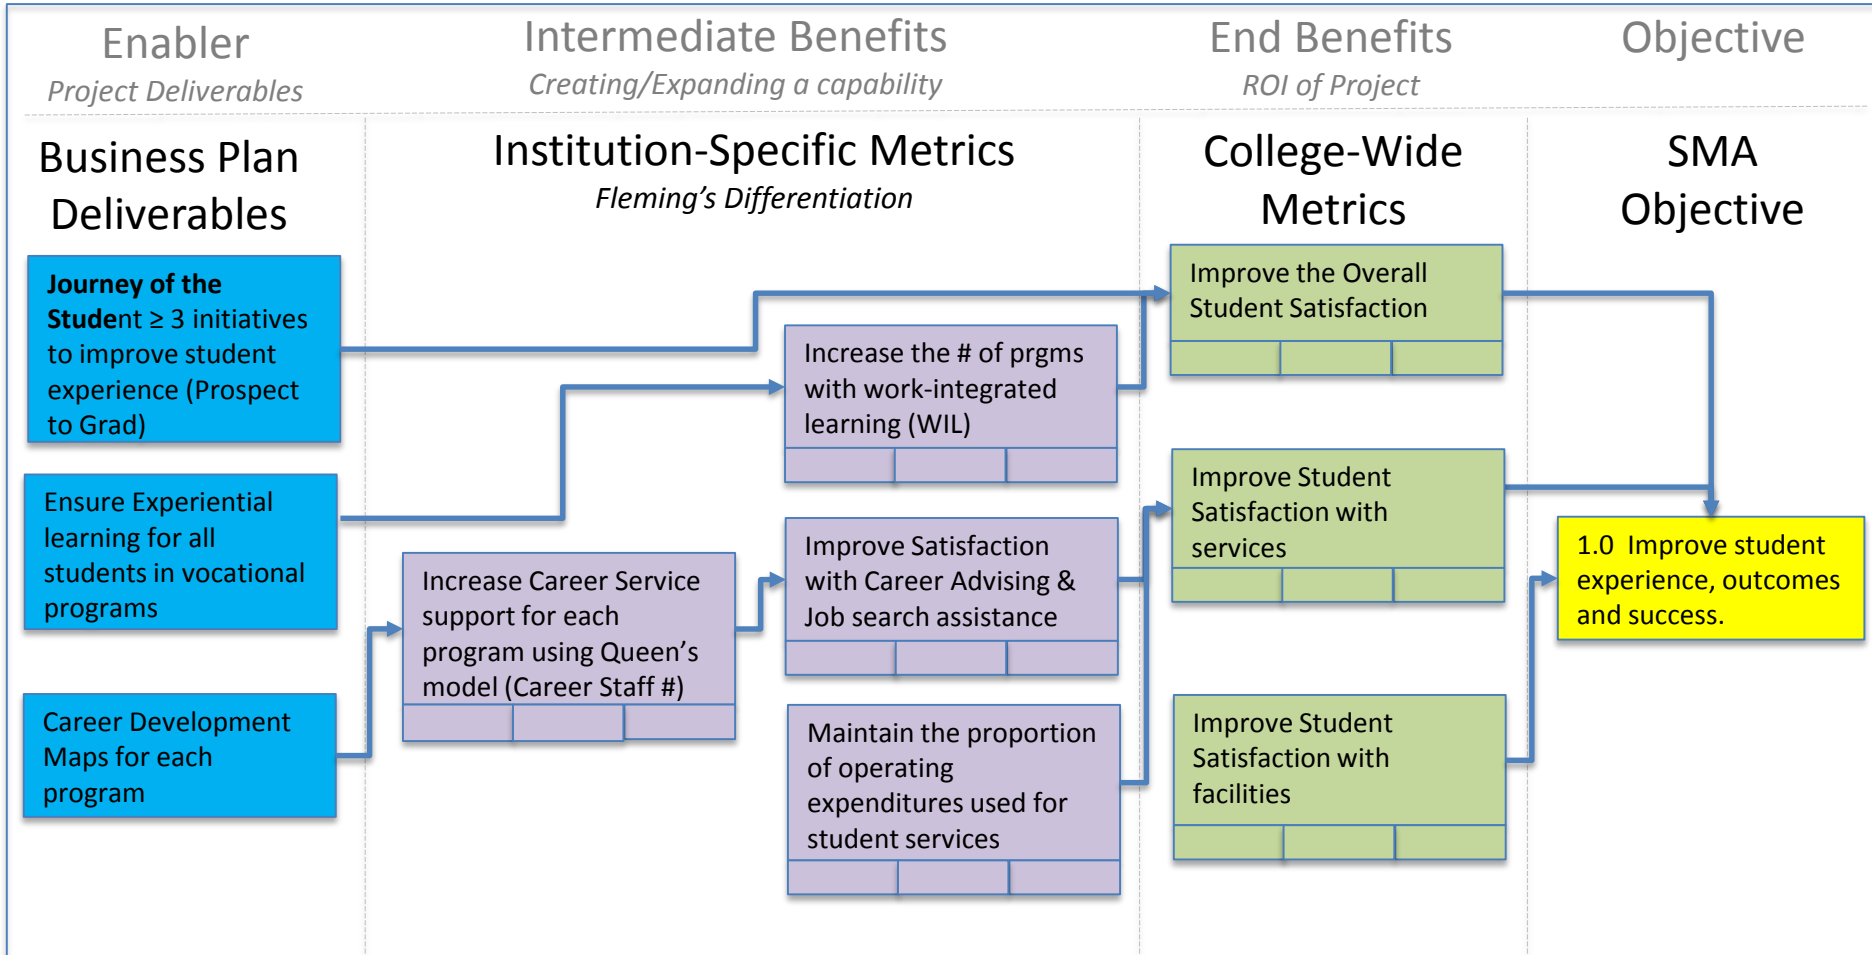 Enabler
Project Deliverables
Intermediate Benefits
Creating/Expanding a capability
End Benefits
ROI of Project
Objective
Business Plan
Deliverables
Institution-Specific Metrics
Fleming's Differentiation
College-Wide
Metrics
SMA
Objective
Journey of the
Student ≥ 3 initiatives
to improve student
experience (Prospect
to Grad)
Ensure Experiential
learning for all
students in vocational
programs
Career Development
Maps for each
program
Increase Career Service
support for each
program using Queen's
model (Career Staff #)
Increase the # of prgms
with work-integrated
learning (WIL)
Improve Satisfaction
with Career Advising &
Job search assistance
Maintain the proportion
of operating
expenditures used for
student services
Improve the Overall
Student Satisfaction
Improve Student
Satisfaction with
services
Improve Student
Satisfaction with
facilities
1.0 Improve student
experience, outcomes
and success.